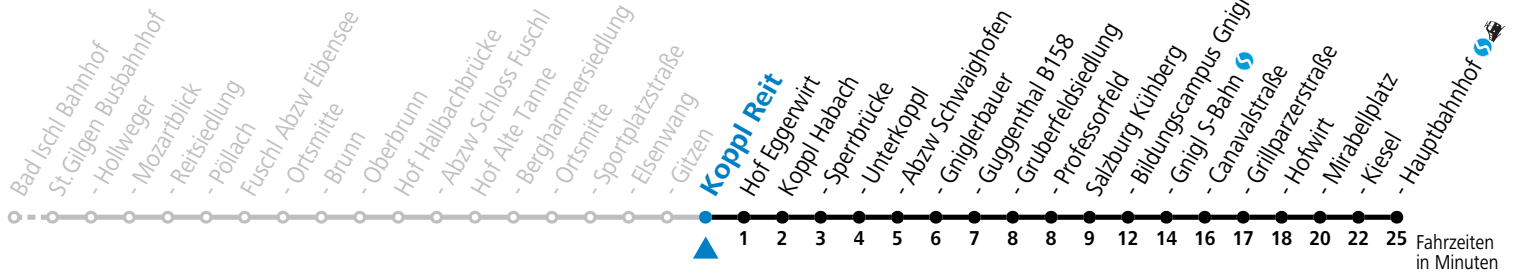 Bad Ischl Bahnhof
St.Gilgen Busbahnhof
- Hollweger
- Mozartblick
- Reitsiedlung
- Pöllach
Fuschl Abzw Eibensee
- Ortsmitte
- Brunn
- Oberbrunn
Hof Hallbachbrücke
- Abzw Schloss Fuschl
Hof Alte Tanne
- Berghammersiedlung
- Ortsmitte
- Sportplatzstraße
- Elsenwang
- Gitzen
Koppl Reit
Hof Eggerwirt
Koppl Habach
- Sperrbrücke
- Unterkoppl
- Abzw Schwaighofen
- Gniglerbauer
- Guggenthal B158
- Gruberfeldsiedlung
- Professorfeld
Salzburg Kühberg
- Bildungscampus Gnigl
- Gnigl S-Bahn
- Canavalstraße
- Grillparzerstraße
- Hofwirt
- Mirabellplatz
- Kiesel
- Hauptbahnhof
1 2 3 4 5 6 7 8 8 9 12 14 16 17 18 20 22 25 Fahrzeiten
in Minuten